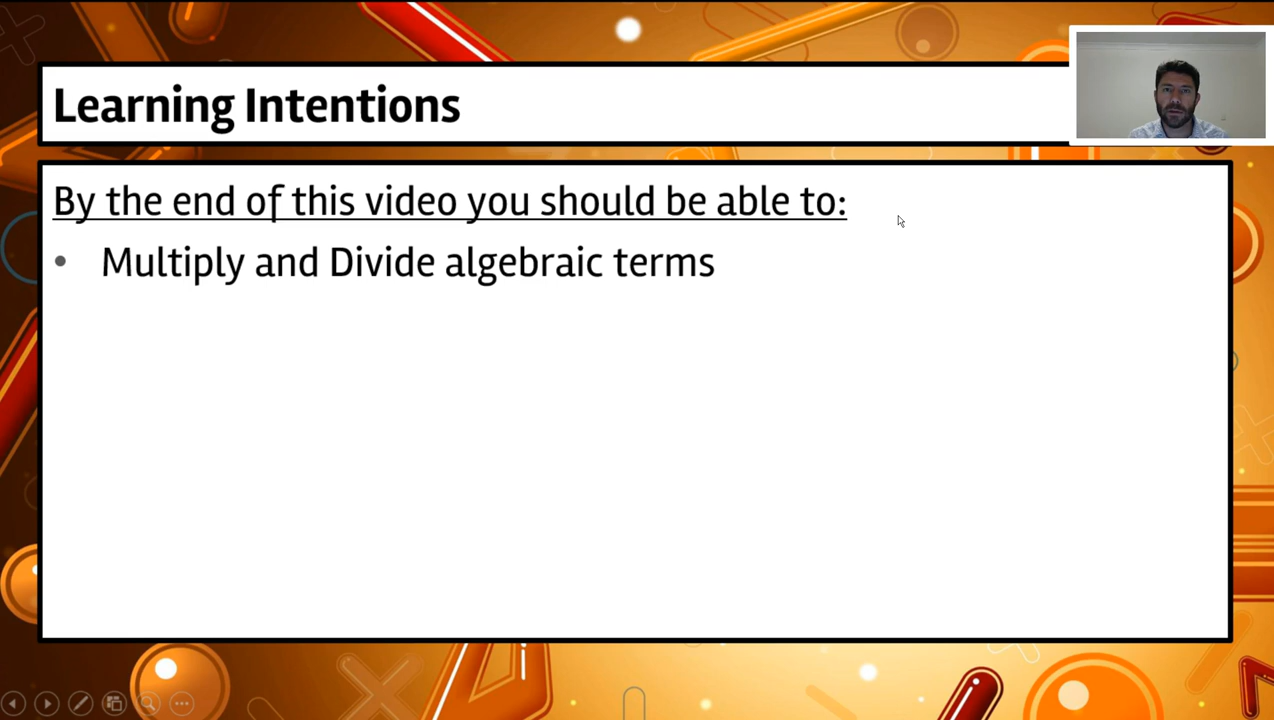 Learning Intentions
By the end of this video you should be able to:
• Multiply and Divide algebraic terms